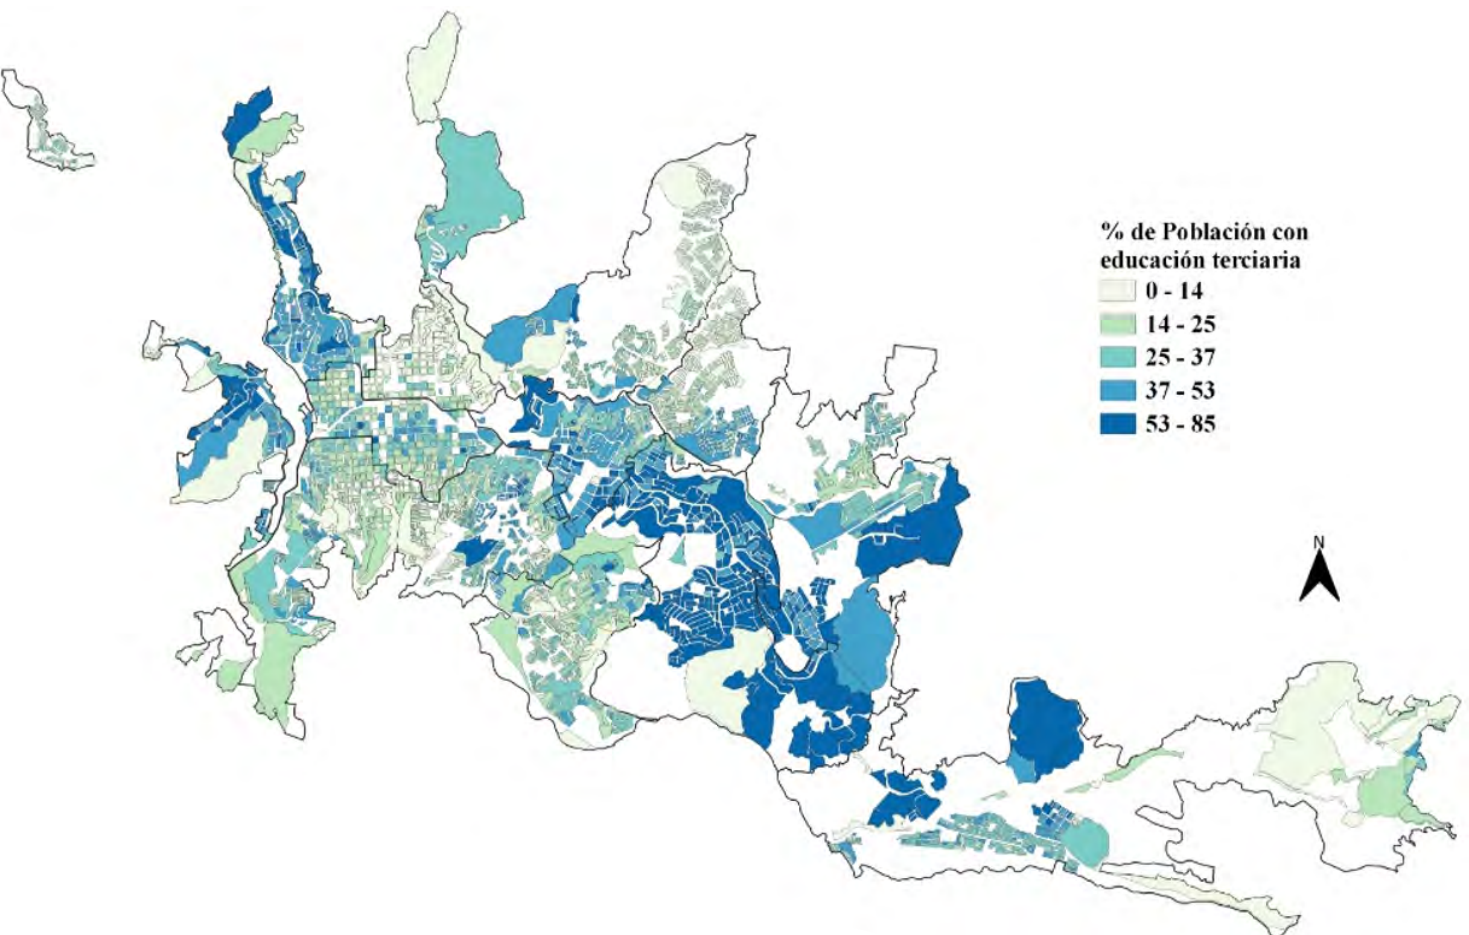 % de Población con
educación terciaria
0 - 14
14 - 25
25 - 37
37 - 53
53 - 85
N